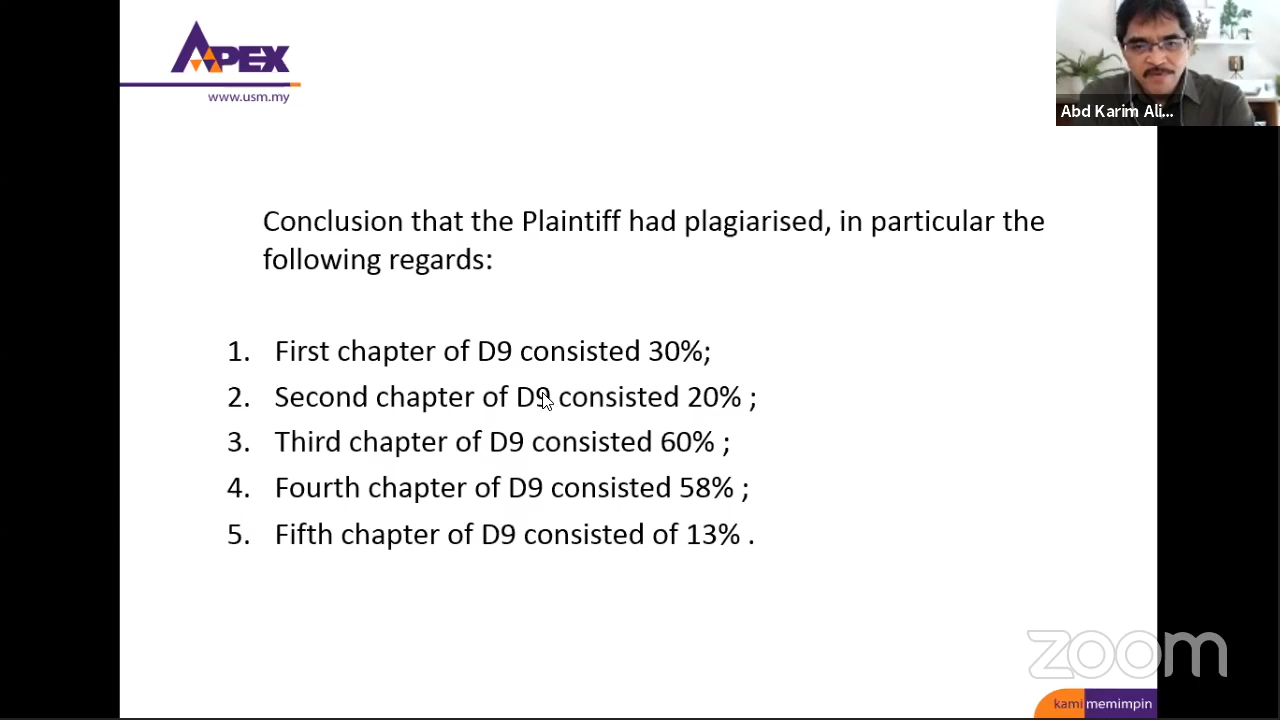 APEX
www.usm.my
Abd Karim Ali...
Conclusion that the Plaintiff had plagiarised, in particular the
following regards:
1. First chapter of D9 consisted 30%;
2. Second chapter of D9 consisted 20% ;
3. Third chapter of D9 consisted 60% ;
4. Fourth chapter of D9 consisted 58% ;
5. Fifth chapter of D9 consisted of 13% .
zoom
kami memimpin